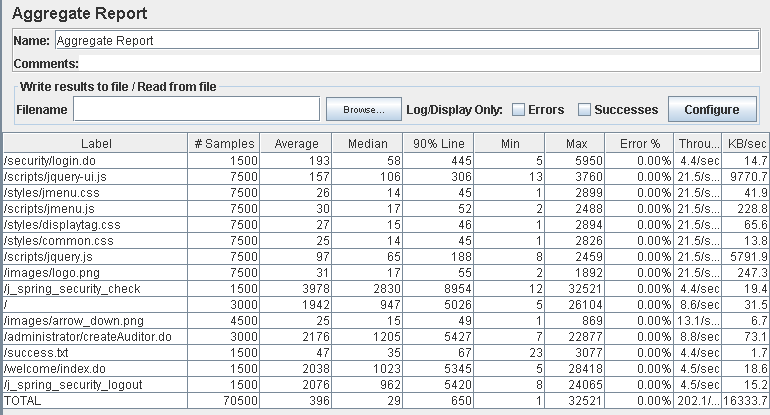 Aggregate Report
Name: Aggregate Report
Comments:
Write results to file / Read from file
Filename Browse... Log/Display Only: Errors Successes Configure
Label # Samples Average Median 90% Line Min Max Error % Throu... KB/sec
/security/login.do 1500 193 58 445 5 5950 0.00% 4.4/sec 14.7
/scripts/jquery-ui.js 7500 157 106 306 13 3760 0.00% 21.5/s... 9770.7
/styles/jmenu.css 7500 26 14 45 1 2899 0.00% 21.5/s... 41.9
/scripts/jmenu.js 7500 30 17 52 2 2488 0.00% 21.5/s... 228.8
/styles/displaytag.css 7500 27 15 46 1 2894 0.00% 21.5/s... 65.6
/styles/common.css 7500 25 14 45 1 2826 0.00% 21.5/s... 13.8
/scripts/jquery.js 7500 97 65 188 8 2459 0.00% 21.5/s... 5791.9
/images/logo.png 7500 31 17 55 2 1892 0.00% 21.5/s... 247.3
/j_spring_security_check 1500 3978 2830 8954 12 32521 0.00% 4.4/sec 19.4
/ 3000 1942 947 5026 5 26104 0.00% 8.6/sec 31.5
/images/arrow_down.png 4500 25 15 49 1 869 0.00% 13.1/s... 6.7
/administrator/createAuditor.do 3000 2176 1205 5427 7 22877 0.00% 8.8/sec 73.1
/success.txt 1500 47 35 67 23 3077 0.00% 4.4/sec 1.7
/welcome/index.do 1500 2038 1023 5345 5 28418 0.00% 4.5/sec 18.6
/j_spring_security_logout 1500 2076 962 5420 8 24065 0.00% 4.5/sec 15.2
TOTAL 70500 396 29 650 1 32521 0.00% 202.1/... 16333.7